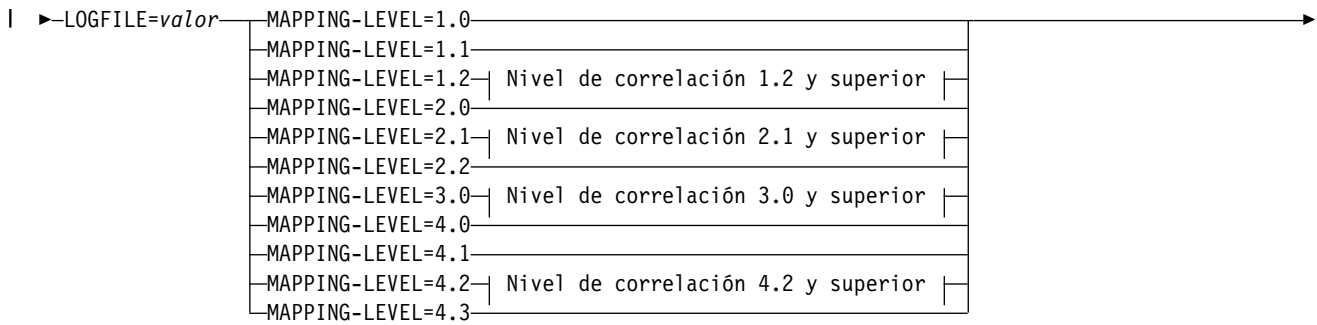 LOGFILE=valor MAPPING-LEVEL=1.0
MAPPING-LEVEL=1.1
MAPPING-LEVEL=1.2 Nivel de correlación 1.2 y superior
MAPPING-LEVEL=2.0
MAPPING-LEVEL=2.1 Nivel de correlación 2.1 y superior
MAPPING-LEVEL=2.2
MAPPING-LEVEL=3.0 Nivel de correlación 3.0 y superior
MAPPING-LEVEL=4.0
MAPPING-LEVEL=4.1
MAPPING-LEVEL=4.2 Nivel de correlación 4.2 y superior
MAPPING-LEVEL=4.3